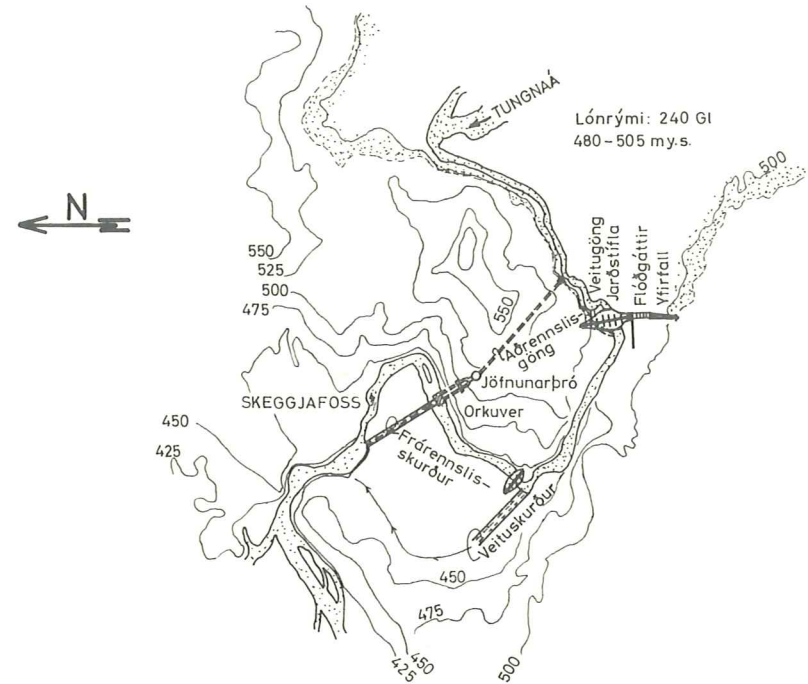 TUNGNAÁ
Lónrými: 240 Gl
480-505 m y.s.
500
N
Veitugöng
Jarðstífla
Flóðgáttir
Yfirfall
550
525
500
475
550
Aðrennslis-
göng
Jöfnunarþró
SKEGGJAFOSS
Orkuver
450
425
Frárennslis-
skurður
Veituskurður
450
475
450
425
500